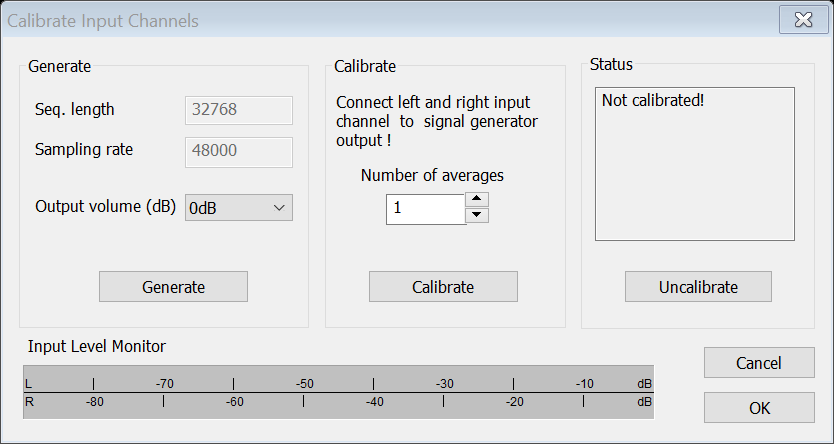 Calibrate Input Channels
Generate
Seq. length
32768
Sampling rate
48000
Output volume (dB)
0dB
Generate
Calibrate
Connect left and right input
channel to signal generator
output !
Number of averages
1
Calibrate
Status
Not calibrated!
Uncalibrate
Input Level Monitor
L -70 -50 -30 -10 dB
R -80 -60 -40 -20 dB
Cancel
OK